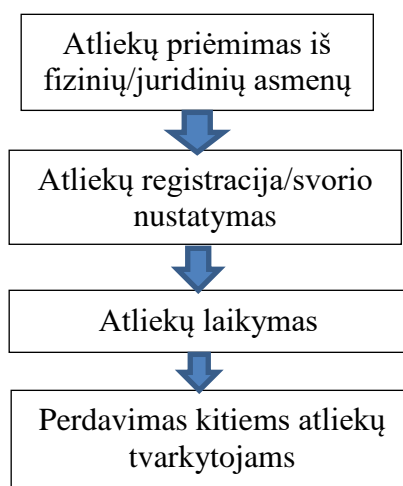 Atliekų priėmimas iš
fizinių/juridinių asmenų
Atliekų registracija/svorio
nustatymas
Atliekų laikymas
Perdavimas kitiems atliekų
tvarkytojams